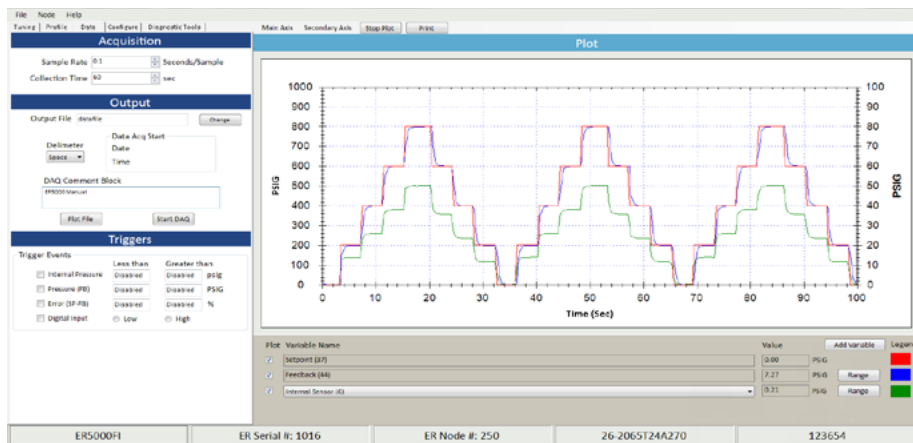 File Node Help
Tuning Profile Data Configure Diagnostic Tools Main Axis Secondary Axis Stop Plot Print
Acquisition
Sample Rate 0.1 Seconds/Sample
Collection Time 60 sec
Output
Output File datafile Change
Data Acq Start
Delimeter Date
Space Time
DAQ Comment Block
ER5000 Manual
Plot File Start DAQ
Triggers
Trigger Events Less than Greater than
Internal Pressure Disabled Disabled psig
Pressure (FB) Disabled Disabled PSIG
Error (SP-FB) Disabled Disabled %
Digital Input Low High
Plot
1000 100
900 90
800 80
700 70
600 60
500 50
400 40
300 30
200 20
100 10
0 0
PSIG
PSIG
0 10 20 30 40 50 60 70 80 90 100
Time (Sec)
Plot Variable Name Value Add variable Legen
Setpoint (37) 0.00 PSIG
Feedback (44) 7.27 PSIG Range
Internal Sensor (6) 0.21 PSIG Range
ER5000FI ER Serial #: 1016 ER Node #: 250 26-2065T24A270 123654